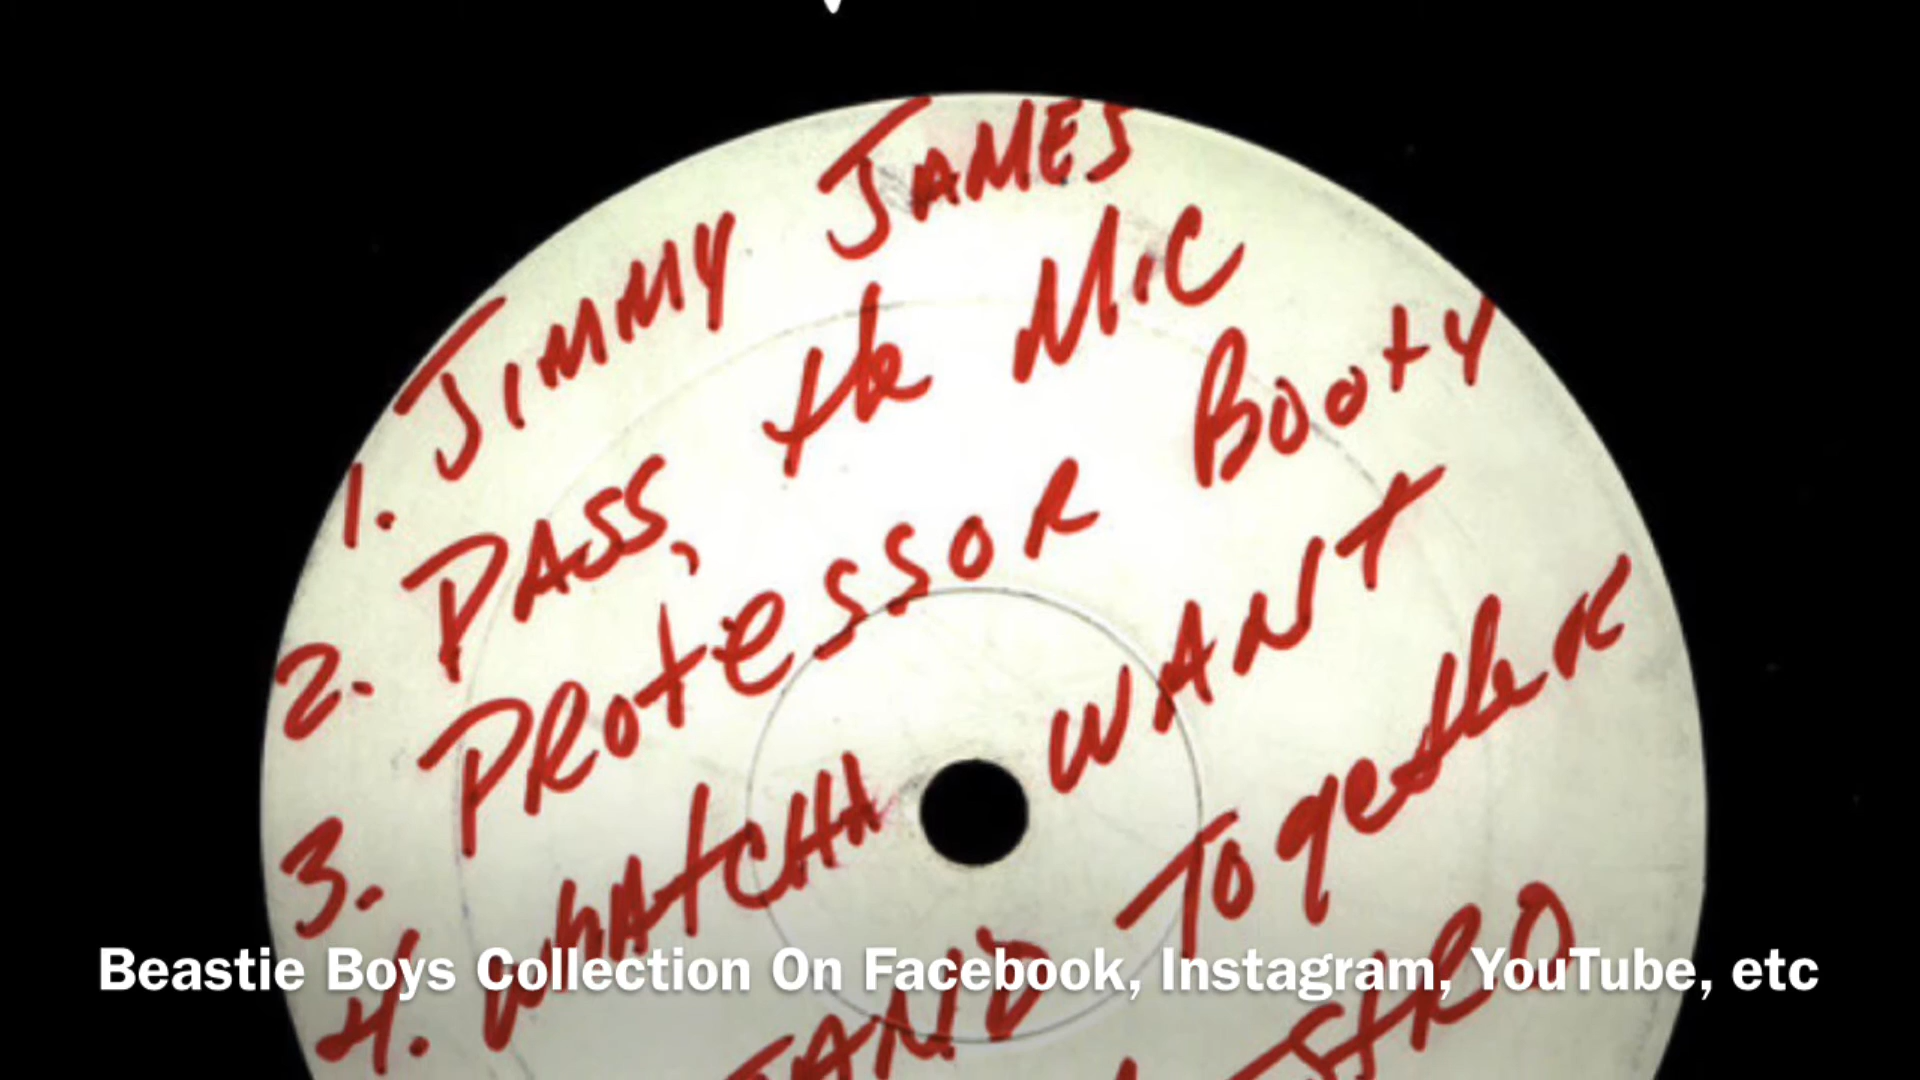 1. JIMMY JAMES
2. PASS, the Mic
3. PROfessOR Booty
4. WhATCHA WANT
STAND Together
Beastie Boys Collection On Facebook, Instagram, YouTube, etc